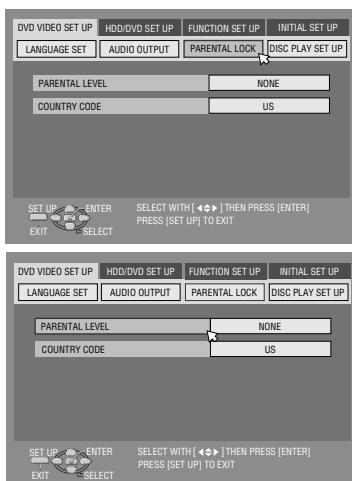 DVD VIDEO SET UP HDD/DVD SET UP FUNCTION SET UP INITIAL SET UP
LANGUAGE SET AUDIO OUTPUT PARENTAL LOCK DISC PLAY SET UP
PARENTAL LEVEL NONE
COUNTRY CODE US
SET UP ENTER SELECT WITH [ ◀◆▶ ] THEN PRESS [ENTER]
EXIT SELECT PRESS [SET UP] TO EXIT
DVD VIDEO SET UP HDD/DVD SET UP FUNCTION SET UP INITIAL SET UP
LANGUAGE SET AUDIO OUTPUT PARENTAL LOCK DISC PLAY SET UP
PARENTAL LEVEL NONE
COUNTRY CODE US
SET UP ENTER SELECT WITH [ ◀◆▶ ] THEN PRESS [ENTER]
EXIT SELECT PRESS [SET UP] TO EXIT